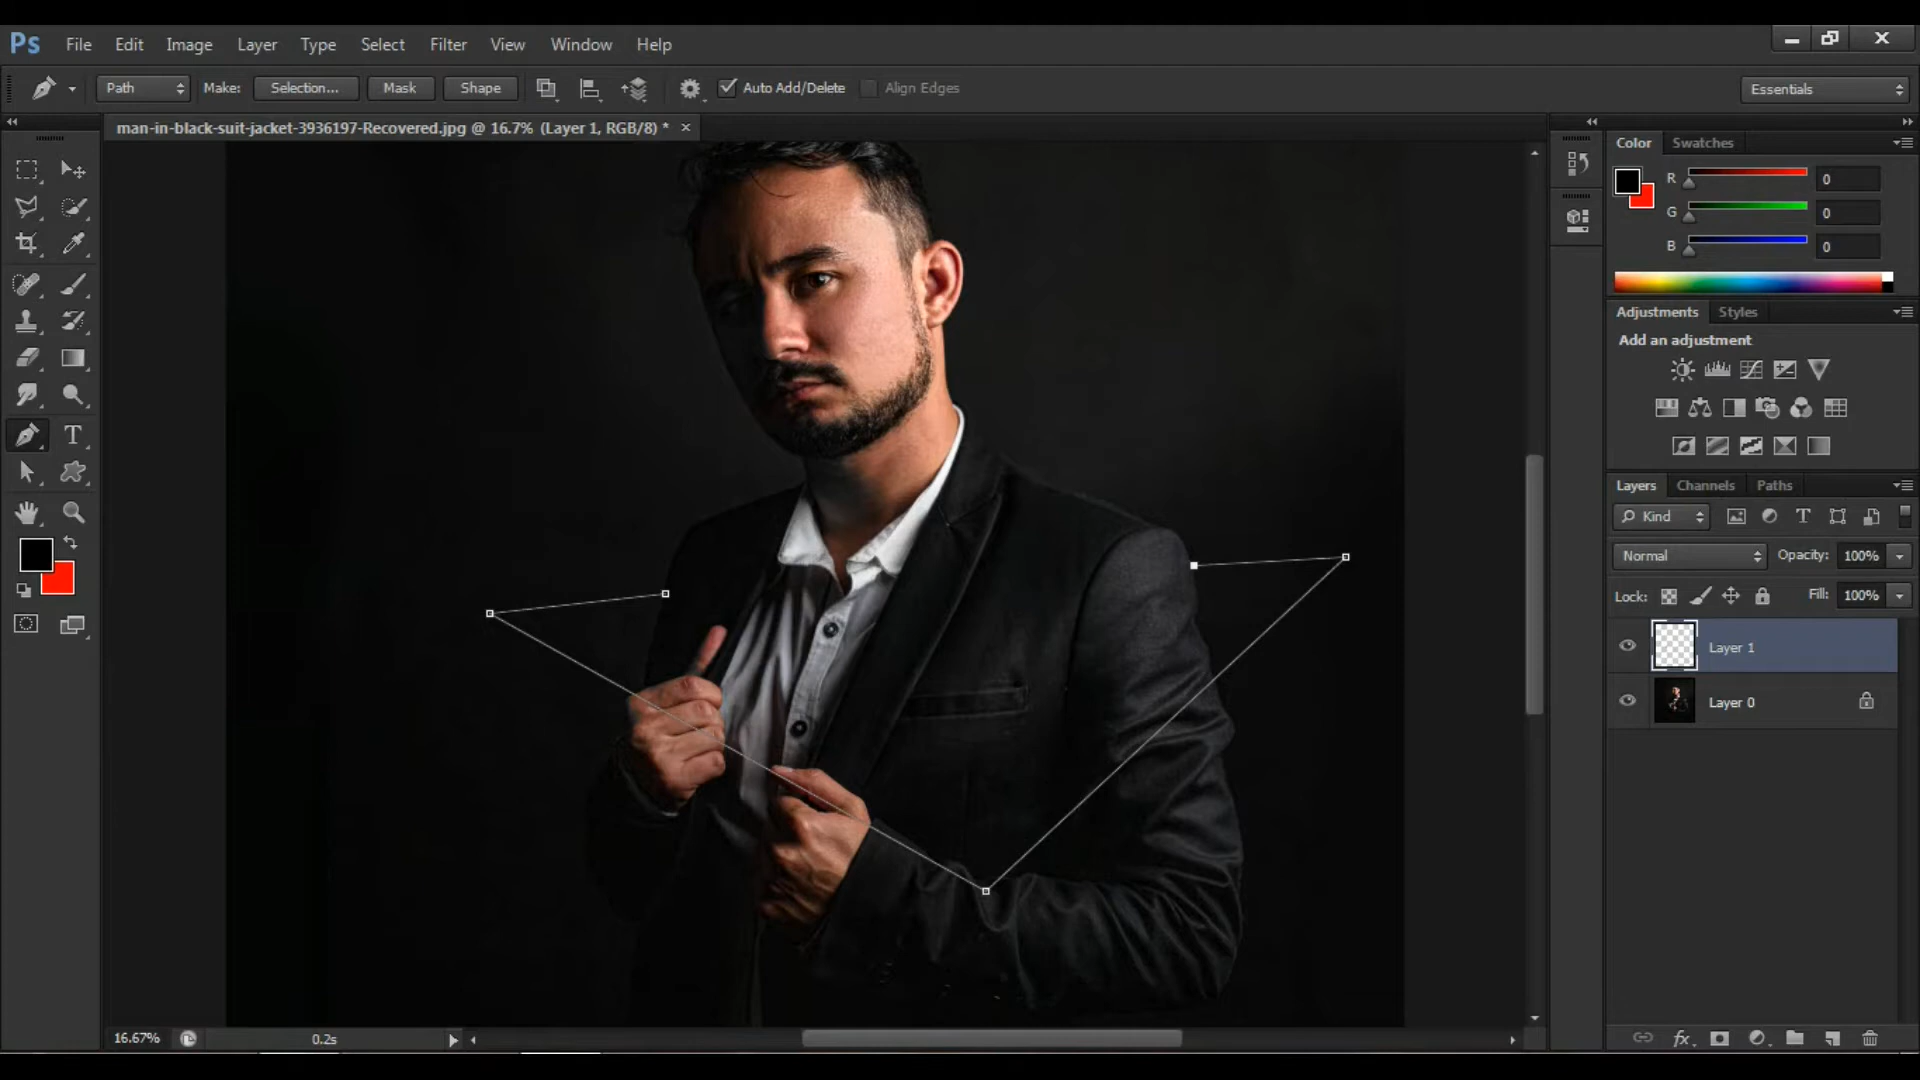 Ps File Edit Image Layer Type Select Filter View Window Help
Path Make: Selection... Mask Shape Auto Add/Delete Align Edges Essentials
man-in-black-suit-jacket-3936197-Recovered.jpg @ 16.7% (Layer 1, RGB/8) *
Color Swatches
R 0
G 0
B 0
Adjustments Styles
Add an adjustment
T
Layers Channels Paths
Kind T
Normal Opacity: 100%
Lock: Fill: 100%
Layer 1
Layer 0
16.67% 0.2s
fx